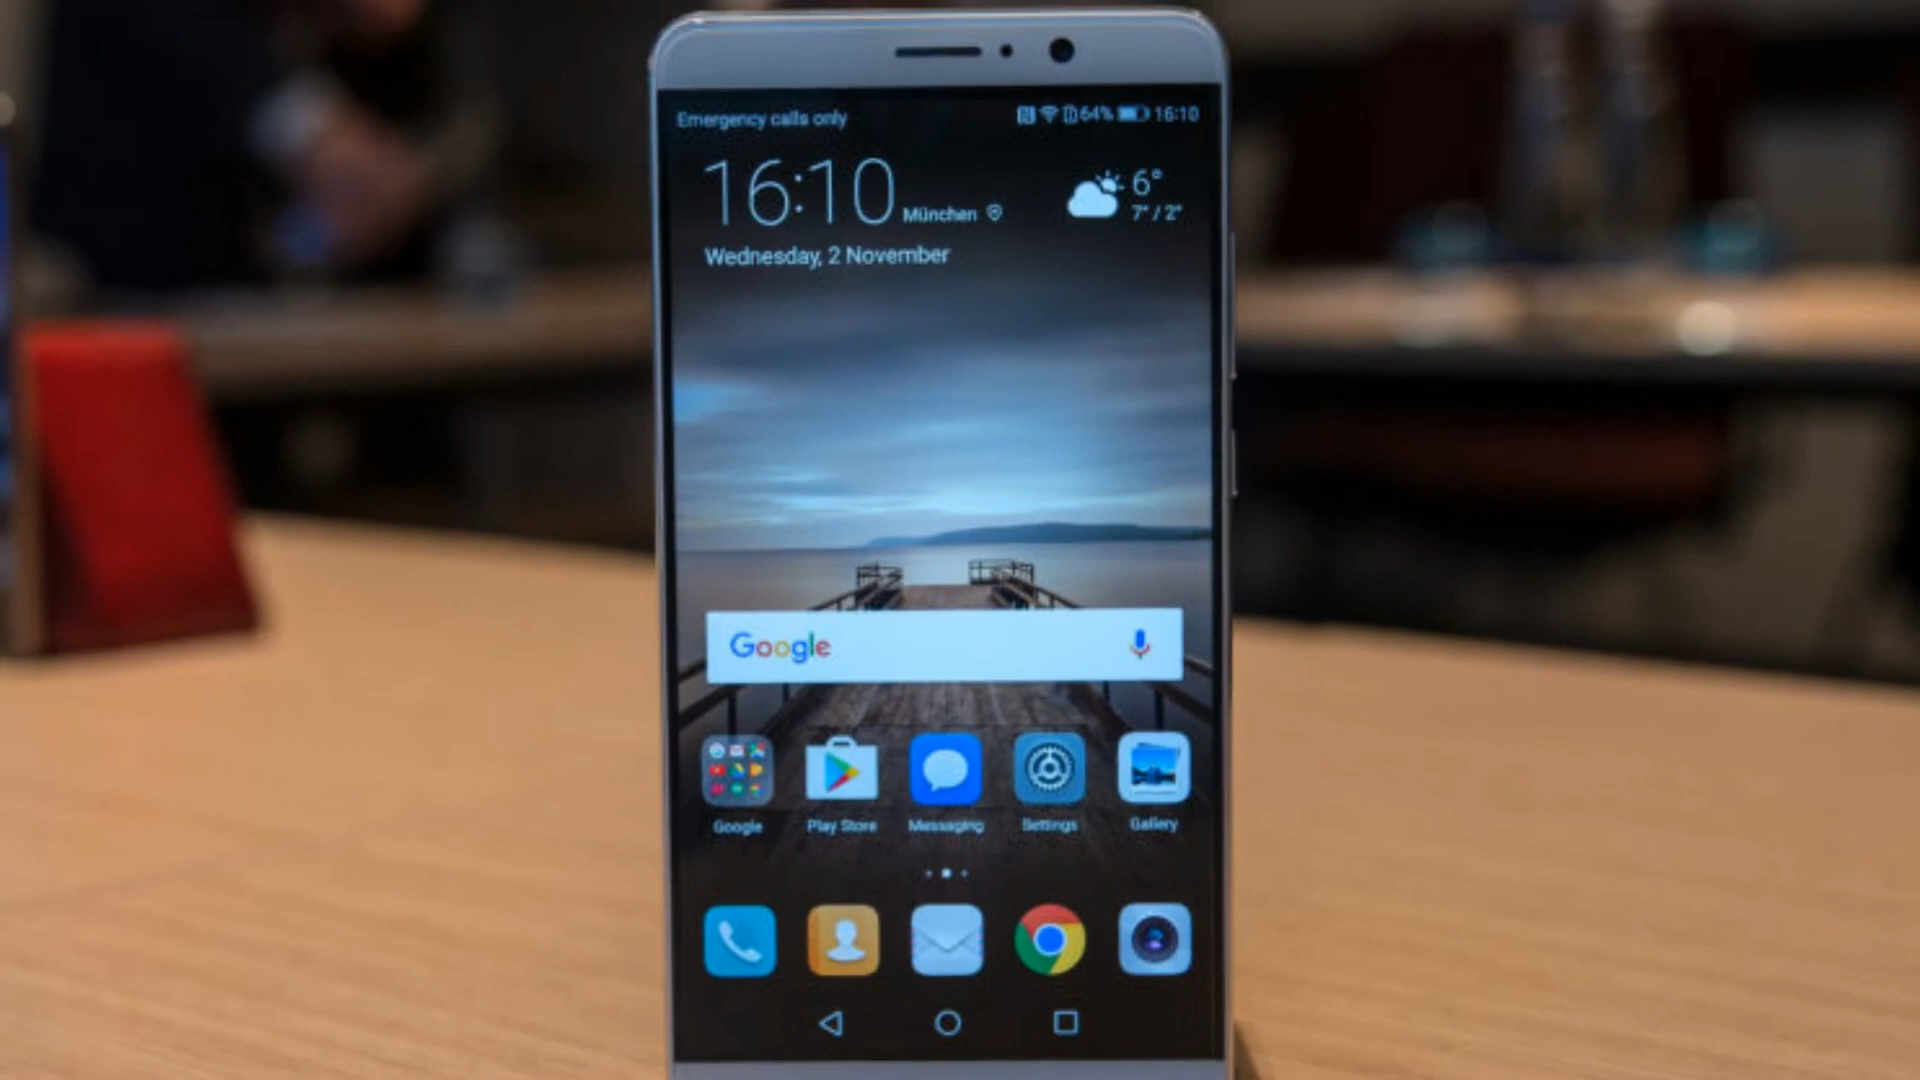 Emergency calls only
64% 16:10
16:10 München 6°
7° / 2°
Wednesday, 2 November
Google
Google Play Store Messaging Settings Gallery